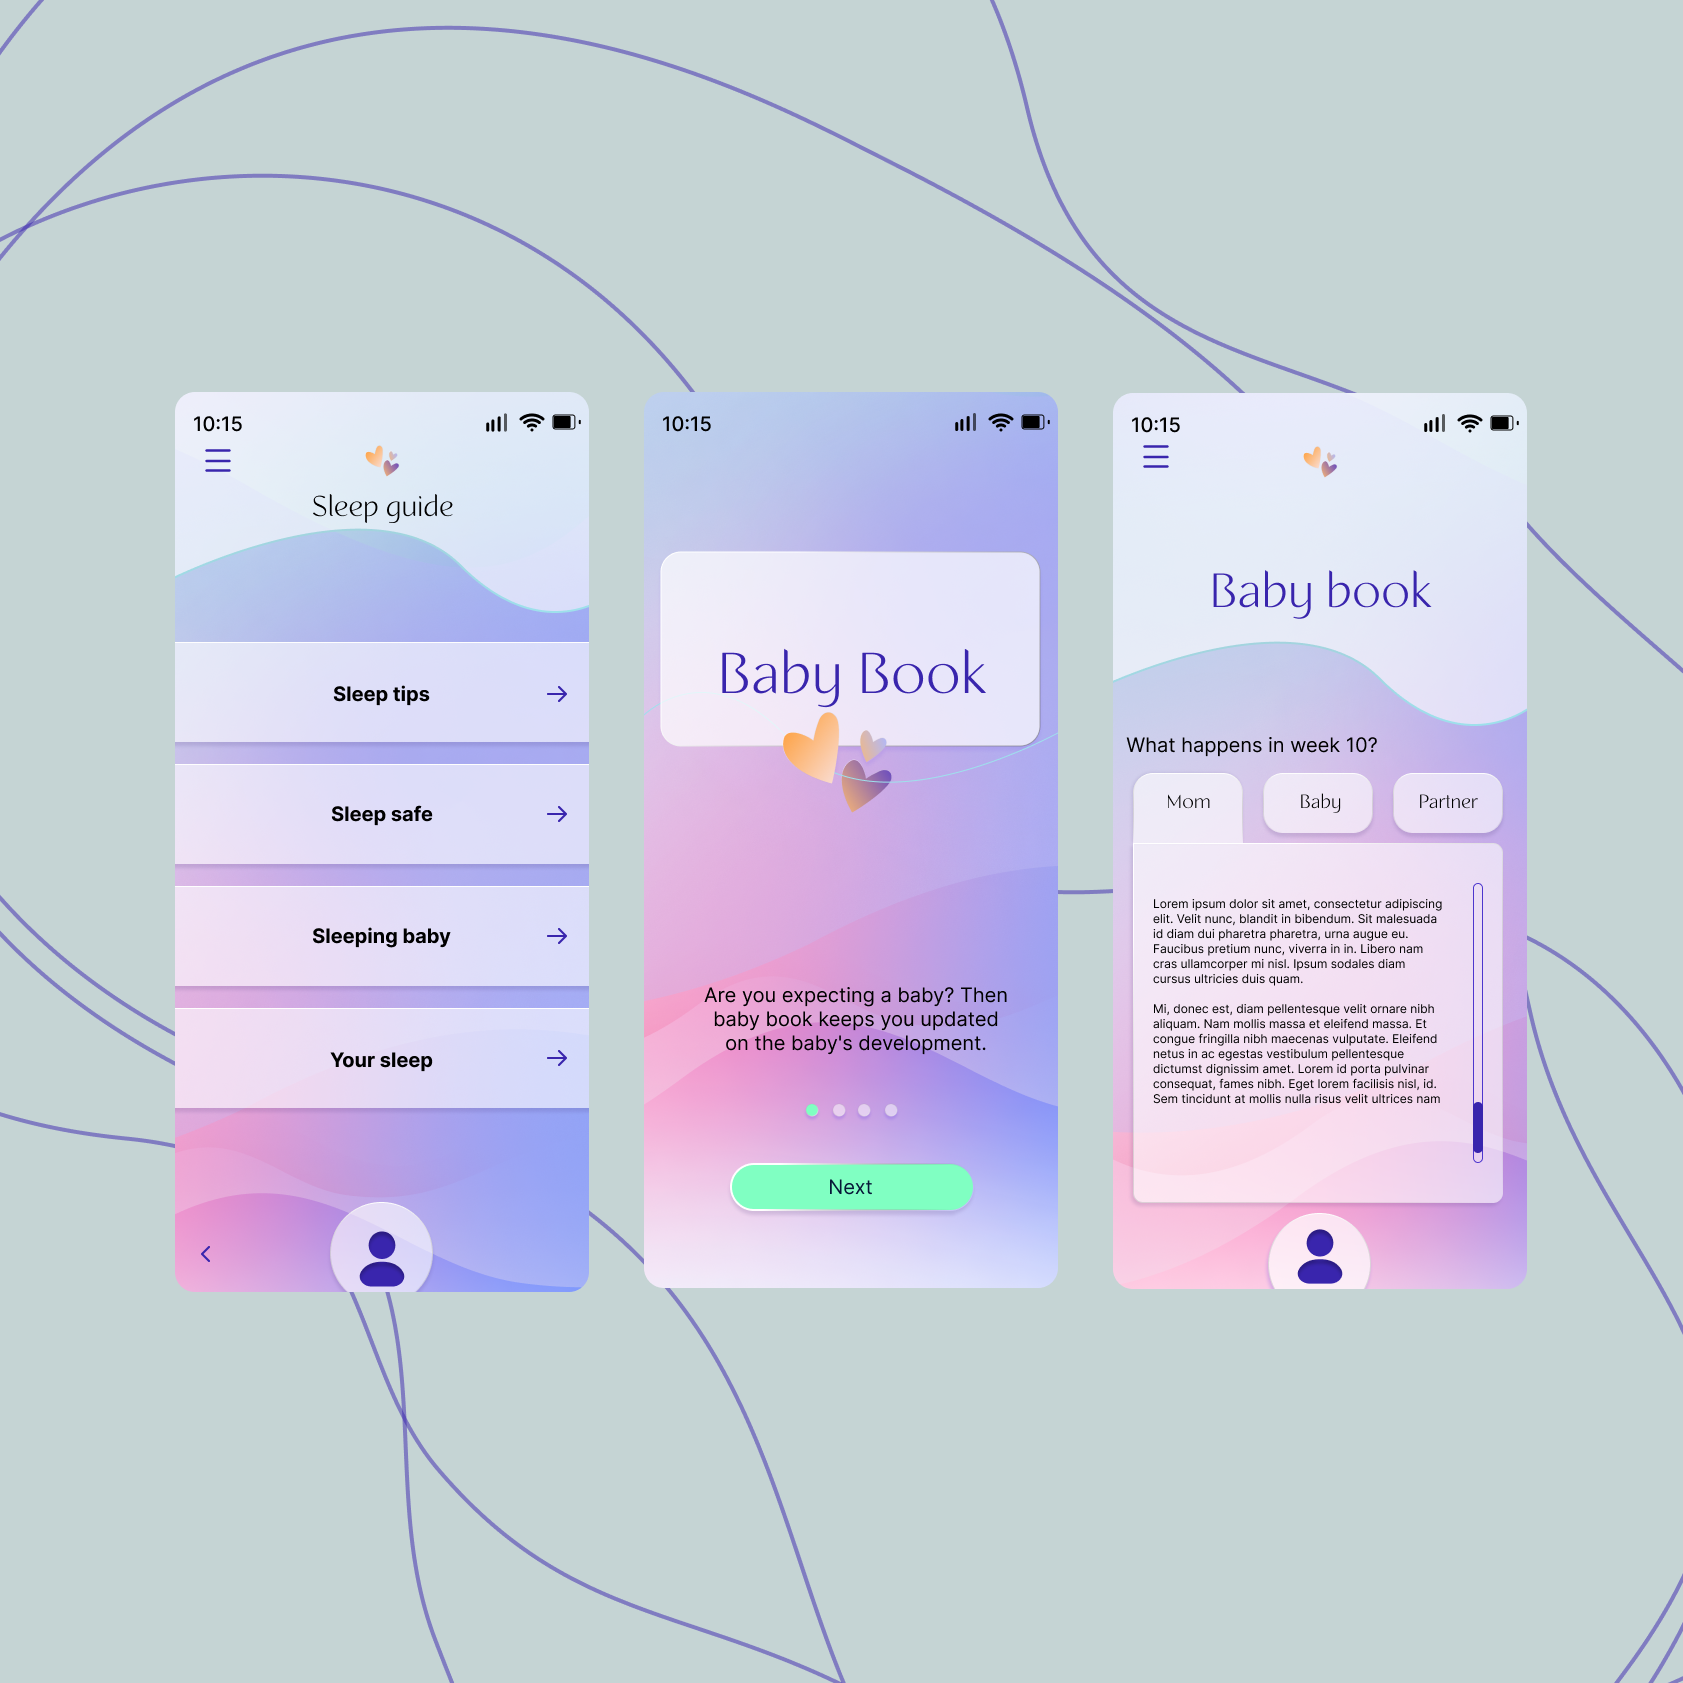 10:15
Sleep guide
Sleep tips
Sleep safe
Sleeping baby
Your sleep
10:15
Baby Book
Are you expecting a baby? Then
baby book keeps you updated
on the baby's development.
Next
10:15
Baby book
What happens in week 10?
Mom
Baby
Partner
Lorem ipsum dolor sit amet, consectetur adipiscing
elit. Velit nunc, blandit in bibendum. Sit malesuada
id diam dui pharetra pharetra, urna augue eu.
Faucibus pretium nunc, viverra in in. Libero nam
cras ullamcorper mi nisl. Ipsum sodales diam
cursus ultricies duis quam.
Mi, donec est, diam pellentesque velit ornare nibh
aliquam. Nam mollis massa et eleifend massa. Et
congue fringilla nibh maecenas vulputate. Eleifend
netus in ac egestas vestibulum pellentesque
dictumst dignissim amet. Lorem id porta pulvinar
consequat, fames nibh. Eget lorem facilisis nisl, id.
Sem tincidunt at mollis nulla risus velit ultrices nam